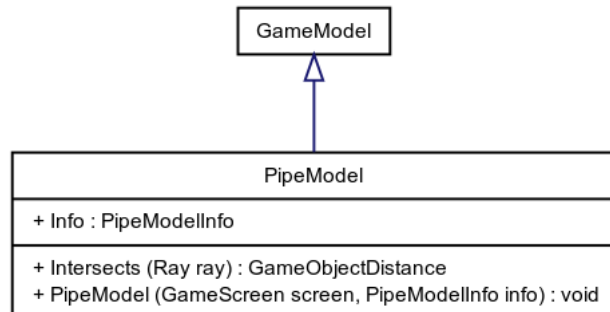 GameModel
PipeModel
+ Info : PipeModelInfo
+ Intersects (Ray ray) : GameObjectDistance
+ PipeModel (GameScreen screen, PipeModelInfo info) : void